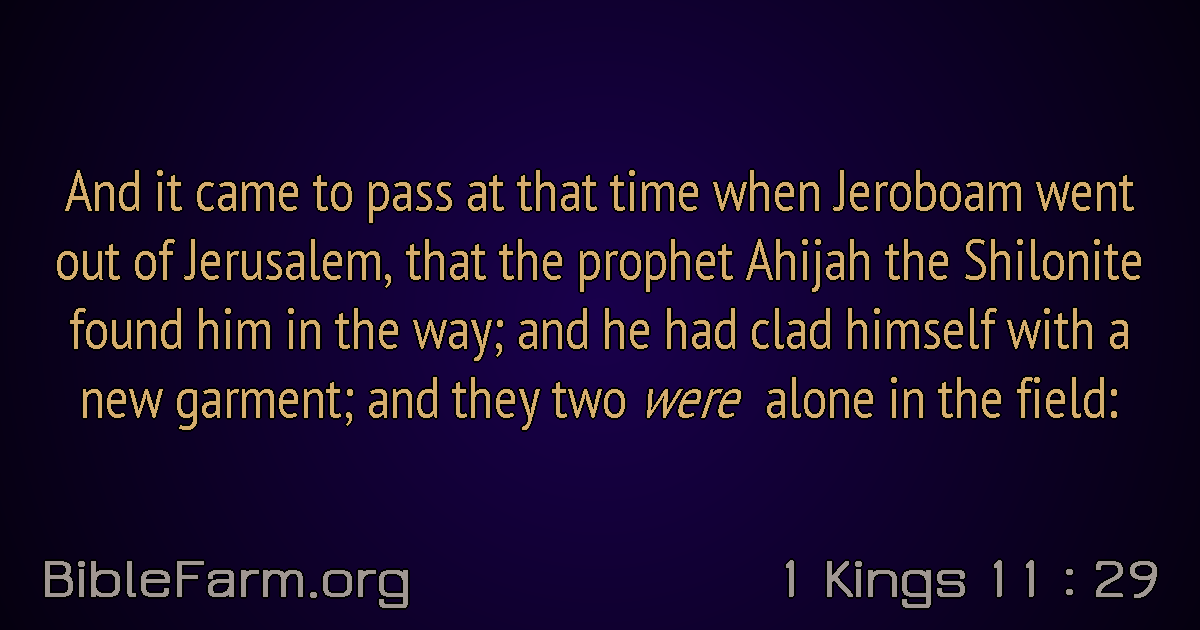 And it came to pass at that time when Jeroboam went
out of Jerusalem, that the prophet Ahijah the Shilonite
found him in the way; and he had clad himself with a
new garment; and they two were alone in the field:
BibleFarm.org
1 Kings 11 : 29